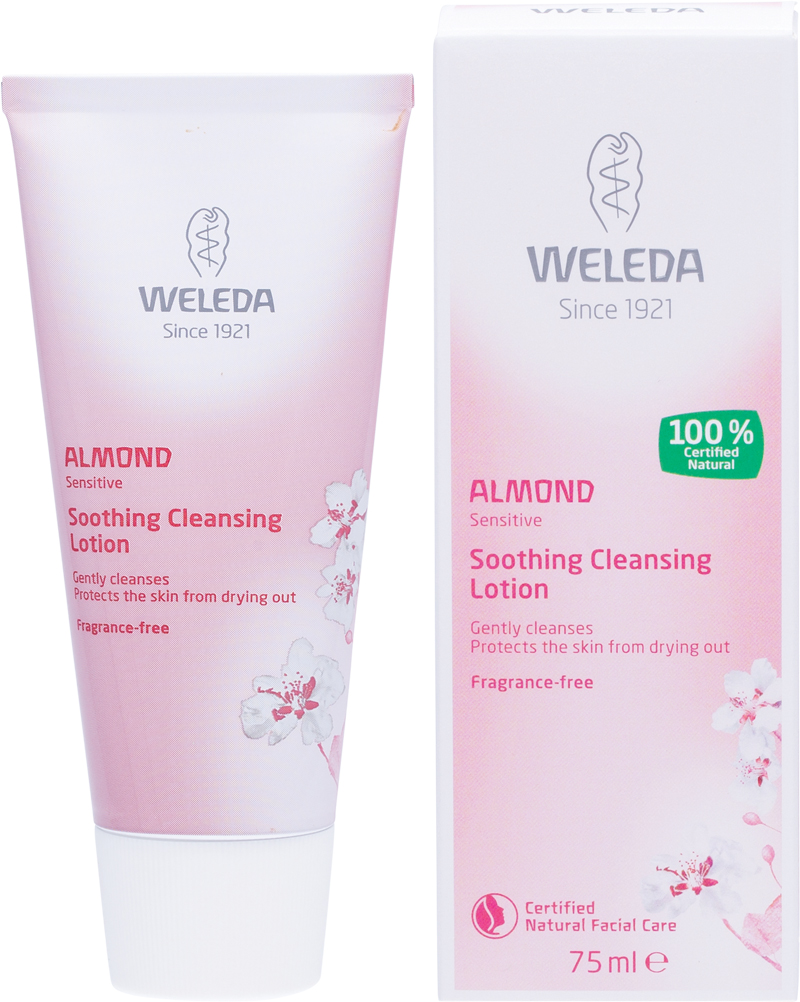 WELEDA
Since 1921
ALMOND
Sensitive
Soothing Cleansing
Lotion
Gently cleanses
Protects the skin from drying out
Fragrance-free
WELEDA
WELEDA
Since 1921
100 %
Certified
Natural
ALMOND
Sensitive
Soothing Cleansing
Lotion
Gently cleanses
Protects the skin from drying out
Fragrance-free
Certified
Natural Facial Care
75 ml ℮